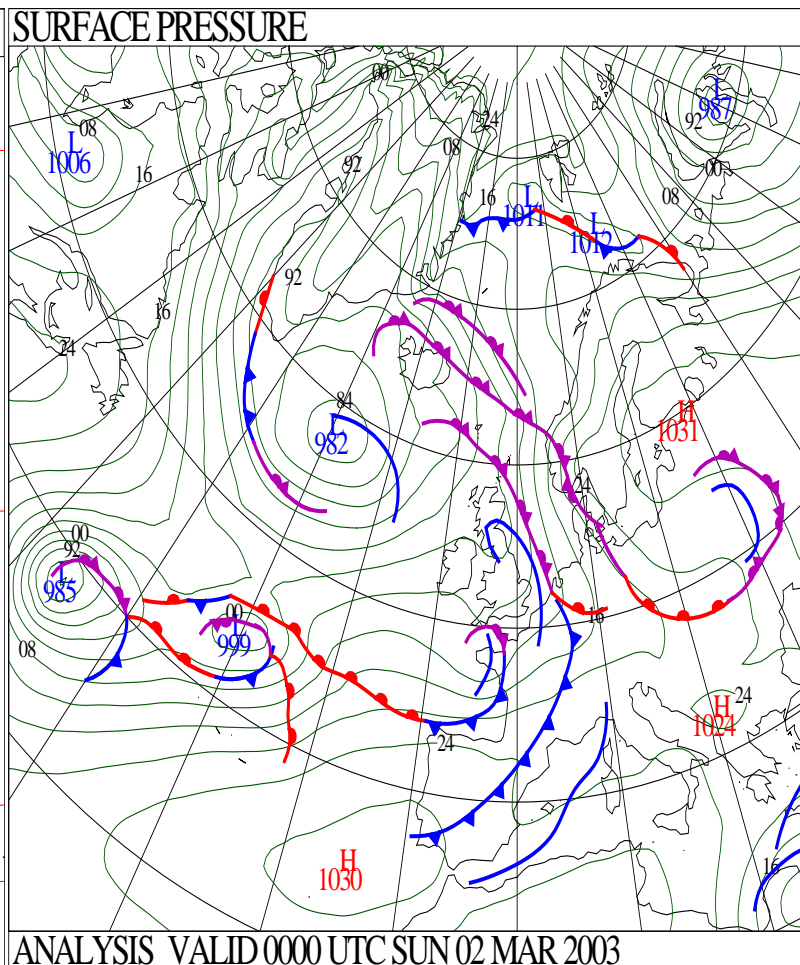 SURFACE PRESSURE
00
L
987
92
24
08
L
1006
08
92
00
16
16
L
1011
08
L
1012
92
16
24
84
L
982
H
1031
24
00
92
L
985
00
L
999
16
08
24
H
1024
24
H
1030
16
ANALYSIS VALID 0000 UTC SUN 02 MAR 2003